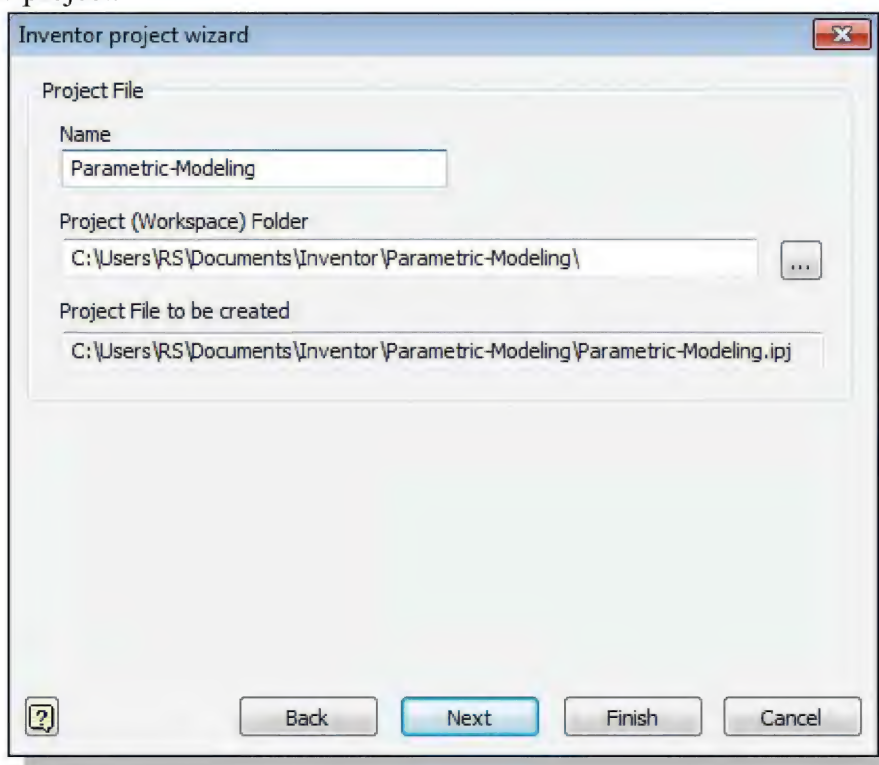 Inventor project wizard
Project File
Name
Parametric-Modeling
Project (Workspace) Folder
C:\Users\RS\Documents\Inventor\Parametric-Modeling\
...
Project File to be created
C:\Users\RS\Documents\Inventor\Parametric-Modeling\Parametric-Modeling.ipj
?
Back
Next
Finish
Cancel